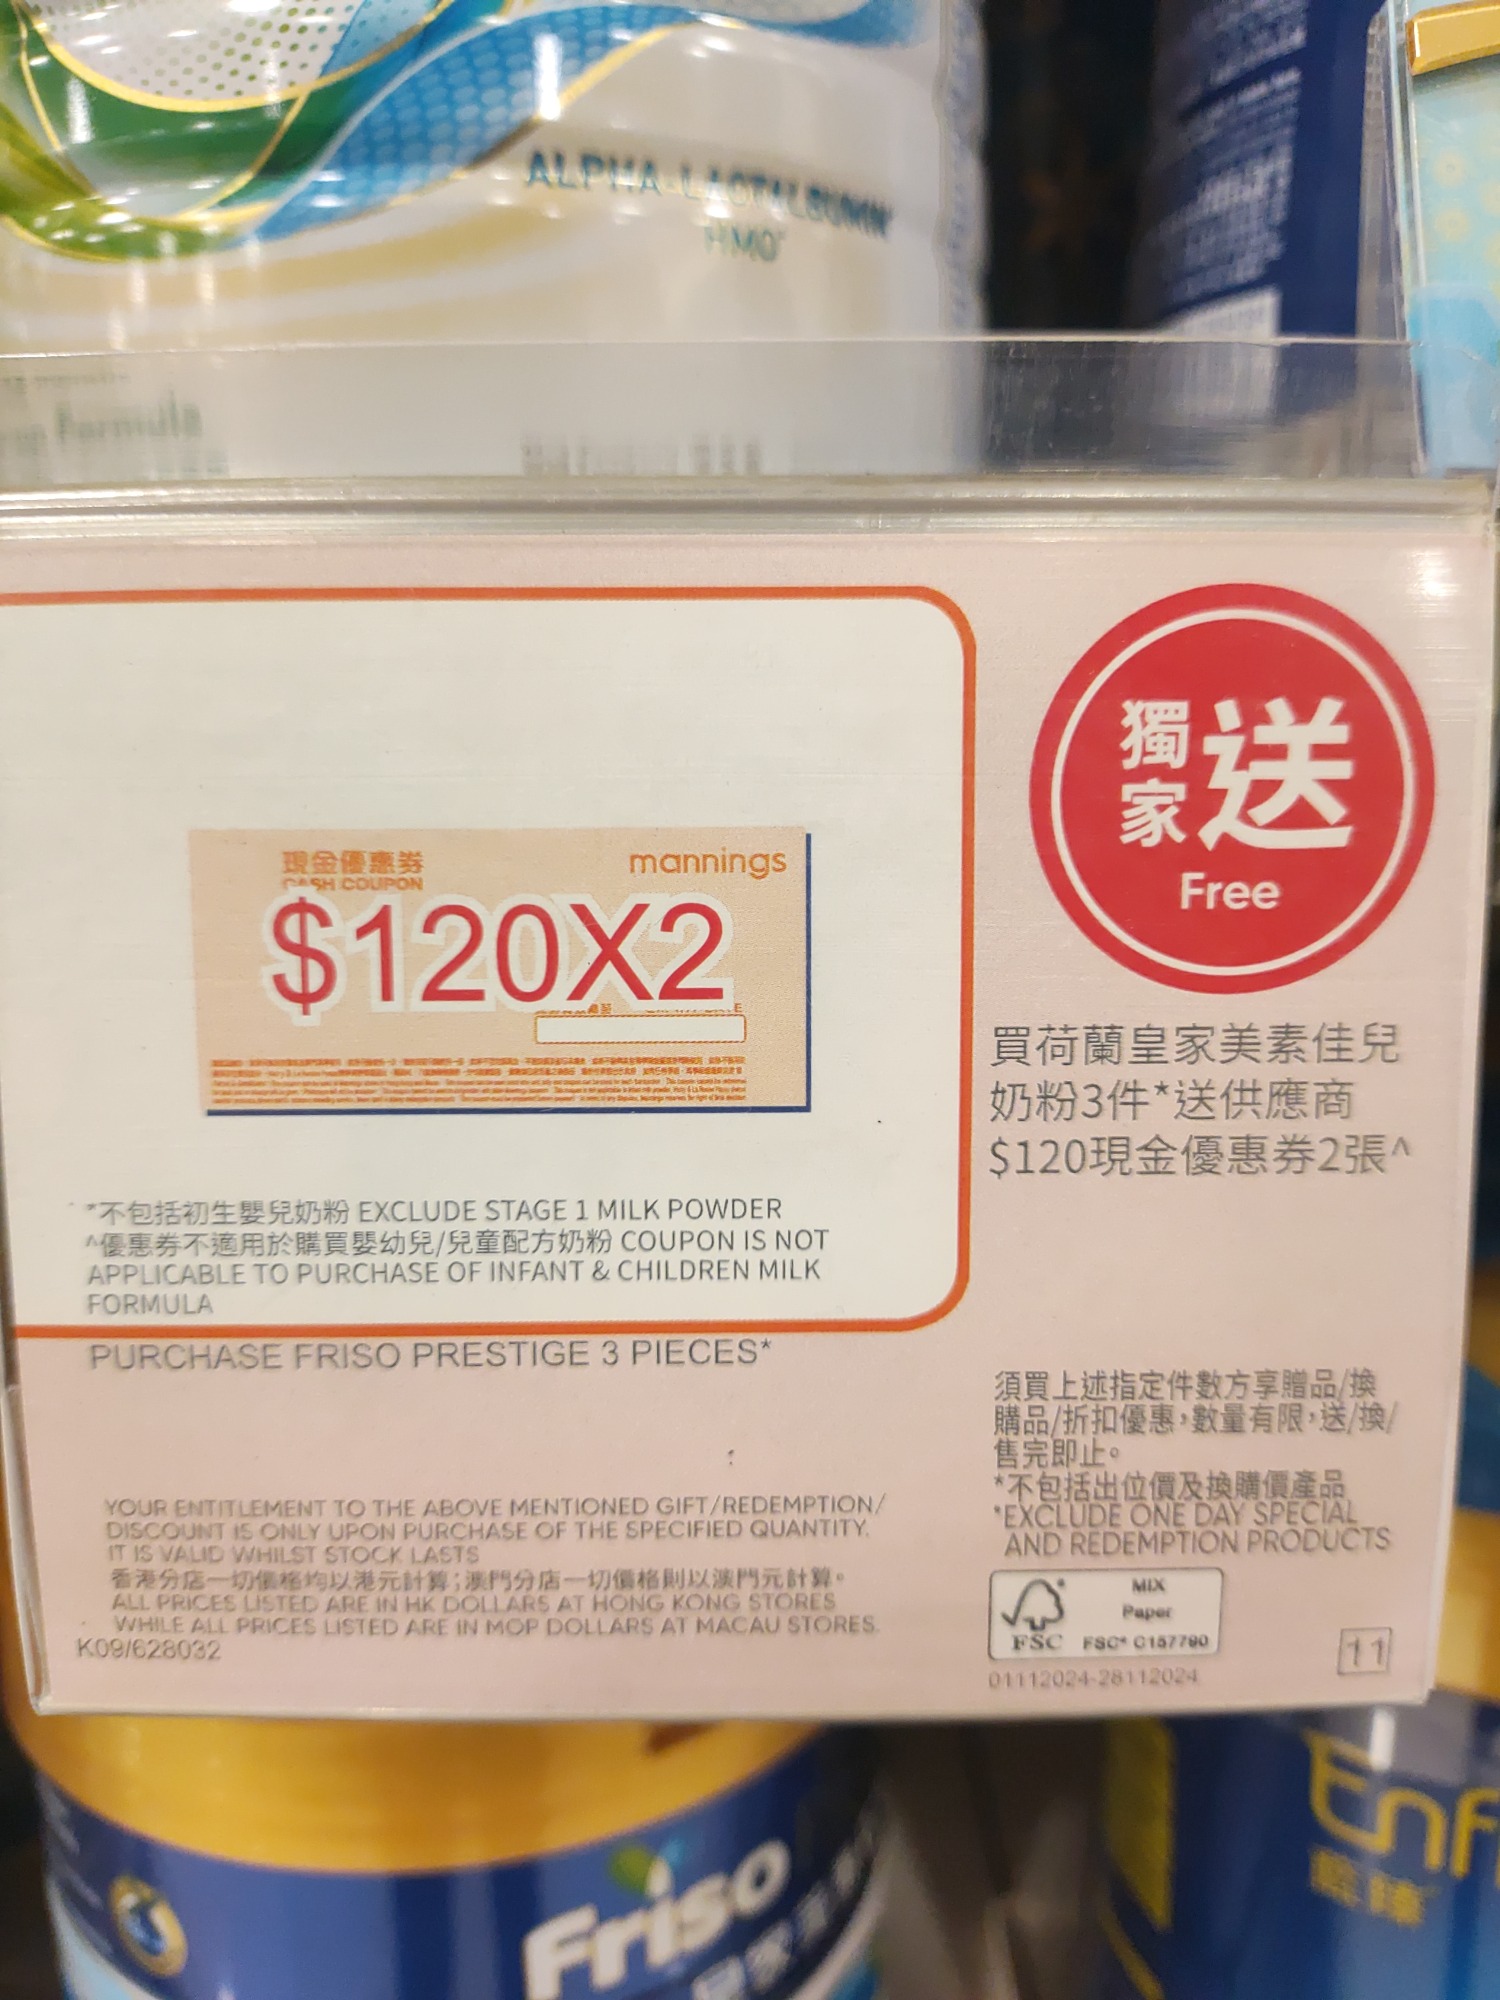 ALPHA-LACTALBUMIN
HMO
Formula
獨家送
Free
現金優惠券
mannings
CASH COUPON
$120X2
買荷蘭皇家美素佳兒
奶粉3件*送供應商
$120現金優惠券2張^
*不包括初生嬰兒奶粉 EXCLUDE STAGE 1 MILK POWDER
^優惠券不適用於購買嬰幼兒/兒童配方奶粉 COUPON IS NOT
APPLICABLE TO PURCHASE OF INFANT & CHILDREN MILK
FORMULA
PURCHASE FRISO PRESTIGE 3 PIECES*
須買上述指定件數方享贈品/換
購品/折扣優惠,數量有限,送/換/
售完即止。
*不包括出位價及換購價產品
*EXCLUDE ONE DAY SPECIAL
AND REDEMPTION PRODUCTS
YOUR ENTITLEMENT TO THE ABOVE MENTIONED GIFT/REDEMPTION/
DISCOUNT IS ONLY UPON PURCHASE OF THE SPECIFIED QUANTITY.
IT IS VALID WHILST STOCK LASTS
香港分店一切價格均以港元計算;澳門分店一切價格則以澳門元計算。
ALL PRICES LISTED ARE IN HK DOLLARS AT HONG KONG STORES
WHILE ALL PRICES LISTED ARE IN MOP DOLLARS AT MACAU STORES.
K09/628032
MIX
Paper
FSC FSC® C157790
01112024-28112024
11
Friso
Enf